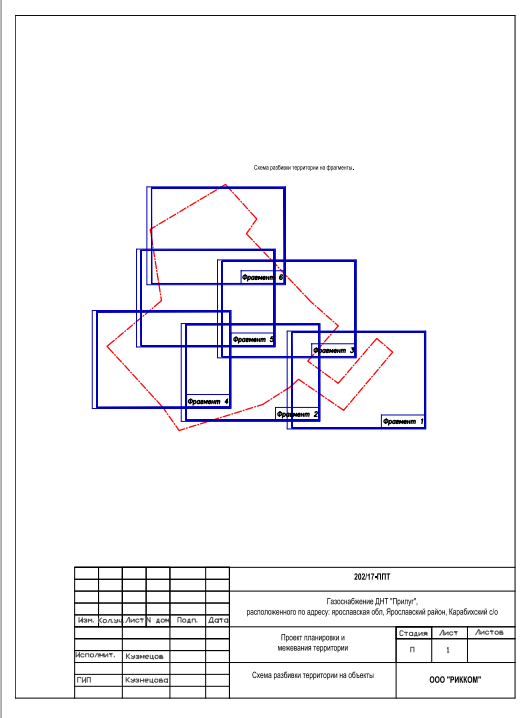 Схема разбивки территории на фрагменты.
Фрагмент 6
Фрагмент 5
Фрагмент 3
Фрагмент 4
Фрагмент 2
Фрагмент 1
202/17-ППТ
Газоснабжение ДНТ "Прилуг",
расположенного по адресу: ярославская обл, Ярославский район, Карабихский с/о
Изм. Кол.уч. Лист N док Подп. Дата
Проект планировки и
межевания территории
Стадия Лист Листов
П 1
Исполнит. Кузнецов
ГИП Кузнецова
Схема разбивки территории на объекты
ООО "РИККОМ"